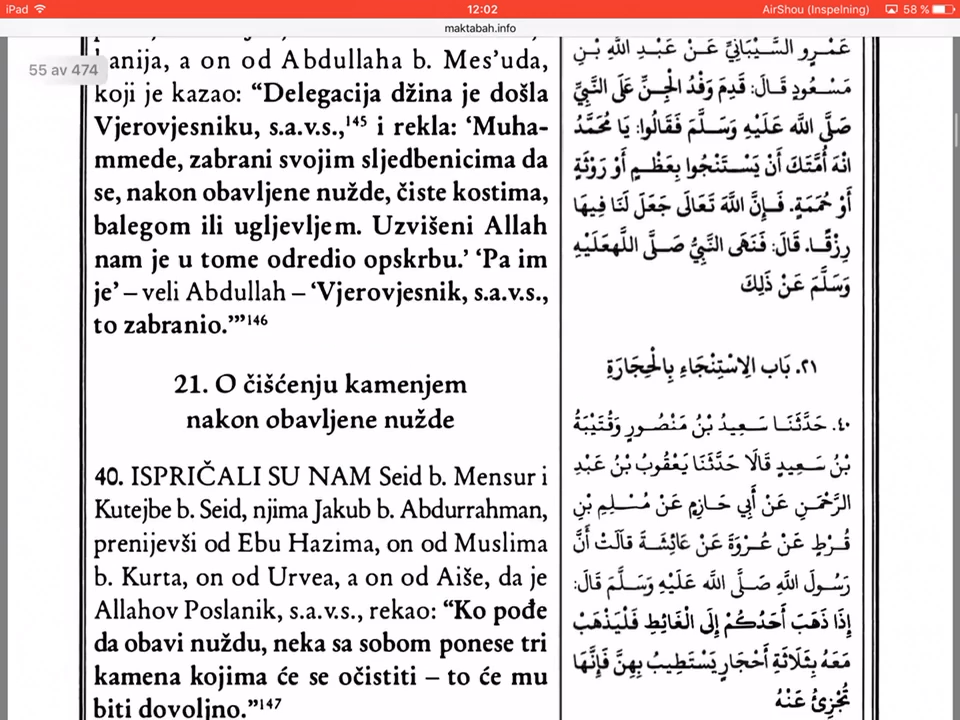 iPad
12:02
AirShou (Inspelning)
58 %
maktabah.info
55 av 474
hanija, a on od Abdullaha b. Mes’uda,
koji je kazao: “Delegacija džina je došla
Vjerovjesniku, s.a.v.s.,¹⁴⁵ i rekla: ‘Muha-
mmede, zabrani svojim sljedbenicima da
se, nakon obavljene nužde, čiste kostima,
balegom ili ugljevljem. Uzvišeni Allah
nam je u tome odredio opskrbu.’ ‘Pa im
je’ – veli Abdullah – ‘Vjerovjesnik, s.a.v.s.,
to zabranio.’”¹⁴⁶
21. O čišćenju kamenjem
nakon obavljene nužde
40. ISPRIČALI SU NAM Seid b. Mensur i
Kutejbe b. Seid, njima Jakub b. Abdurrahman,
prenijevši od Ebu Hazima, on od Muslima
b. Kurta, on od Urvea, a on od Aiše, da je
Allahov Poslanik, s.a.v.s., rekao: “Ko pođe
da obavi nuždu, neka sa sobom ponese tri
kamena kojima će se očistiti – to će mu
biti dovoljno.”¹⁴⁷
عَمْرٍو السَّيْبَانِيِّ عَنْ عَبْدِ اللَّهِ بْنِ
مَسْعُودٍ قَالَ: قَدِمَ وَفْدُ الْجِنِّ عَلَى النَّبِيِّ
صَلَّى اللَّه عَلَيْهِ وَسَلَّمَ فَقَالُوا: يَا مُحَمَّدُ
انْهَ أُمَّتَكَ أَنْ يَسْتَنْجُوا بِعَظْمٍ أَوْ رَوْثَةٍ
أَوْ حُمَمَةٍ. فَإِنَّ اللَّهَ تَعَالَى جَعَلَ لَنَا فِيهَا
رِزْقًا. قَالَ: فَنَهَى النَّبِيُّ صَلَّى اللَّهعَلَيْهِ
وَسَلَّمَ عَنْ ذَلِكَ
٢١. بَاب الِاسْتِنْجَاءِ بِالْحِجَارَةِ
٤٠. حَدَّثَنَا سَعِيدُ بْنُ مَنْصُورٍ وَقُتَيْبَةُ
بْنُ سَعِيدٍ قَالَا حَدَّثَنَا يَعْقُوبُ بْنُ عَبْدِ
الرَّحْمَنِ عَنْ أَبِي حَازِمٍ عَنْ مُسْلِمِ بْنِ
قُرْطٍ عَنْ عُرْوَةَ عَنْ عَائِشَةَ قَالَتْ أَنَّ
رَسُولَ اللَّهِ صَلَّى اللَّه عَلَيْهِ وَسَلَّمَ قَالَ:
إِذَا ذَهَبَ أَحَدُكُمْ إِلَى الْغَائِطِ فَلْيَذْهَبْ
مَعَهُ بِثَلَاثَةِ أَحْجَارٍ يَسْتَطِيبُ بِهِنَّ فَإِنَّهَا
تُجْزِئُ عَنْهُ